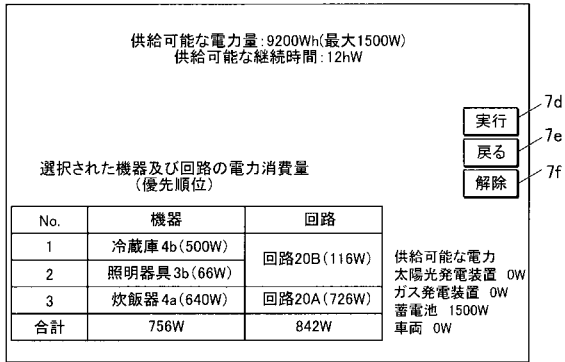 供給可能な電力量:9200Wh(最大1500W)
供給可能な継続時間:12hW
実行
7d
戻る
7e
解除
7f
選択された機器及び回路の電力消費量
(優先順位)
No. 機器 回路
1 冷蔵庫4b(500W) 回路20B(116W)
2 照明器具3b(66W)
3 炊飯器4a(640W) 回路20A(726W)
合計 756W 842W
供給可能な電力
太陽光発電装置 0W
ガス発電装置 0W
蓄電池 1500W
車両 0W